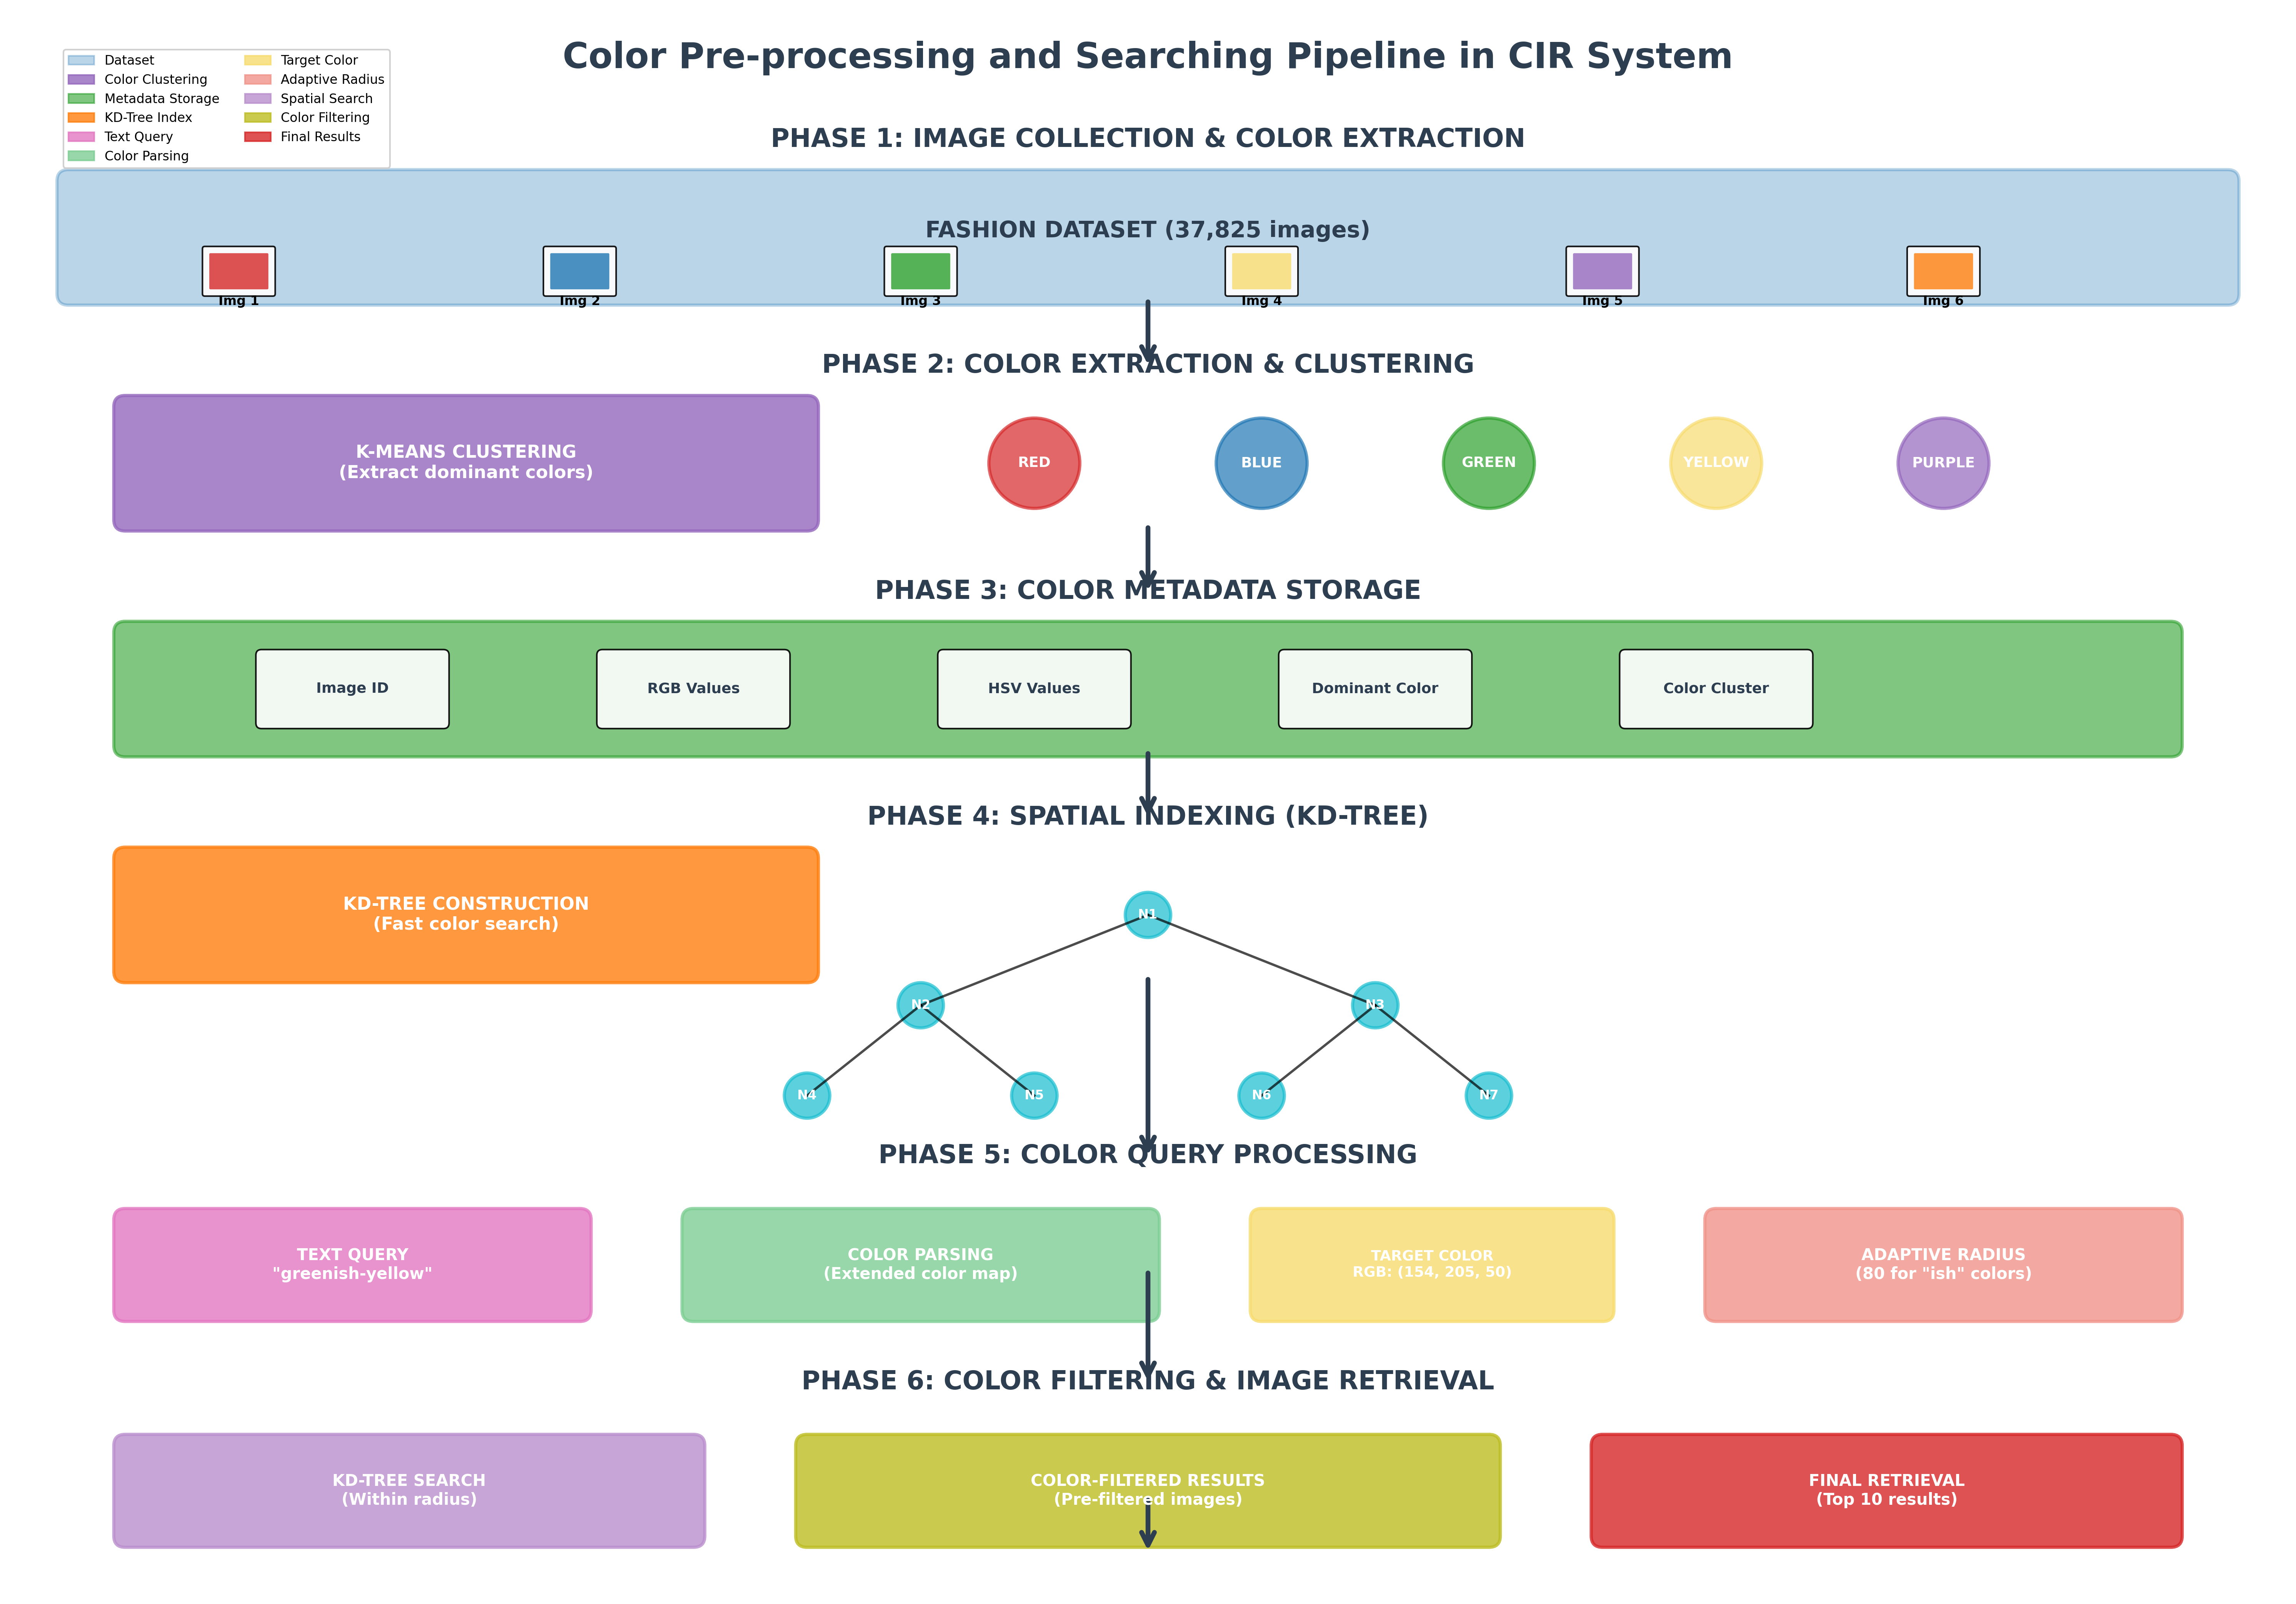 Color Pre-processing and Searching Pipeline in CIR System
Dataset
Color Clustering
Metadata Storage
KD-Tree Index
Text Query
Color Parsing
Target Color
Adaptive Radius
Spatial Search
Color Filtering
Final Results
PHASE 1: IMAGE COLLECTION & COLOR EXTRACTION
FASHION DATASET (37,825 images)
Img 1
Img 2
Img 3
Img 4
Img 5
Img 6
PHASE 2: COLOR EXTRACTION & CLUSTERING
K-MEANS CLUSTERING
(Extract dominant colors)
RED
BLUE
GREEN
YELLOW
PURPLE
PHASE 3: COLOR METADATA STORAGE
Image ID
RGB Values
HSV Values
Dominant Color
Color Cluster
PHASE 4: SPATIAL INDEXING (KD-TREE)
KD-TREE CONSTRUCTION
(Fast color search)
N1
N2
N3
N4
N5
N6
N7
PHASE 5: COLOR QUERY PROCESSING
TEXT QUERY
"greenish-yellow"
COLOR PARSING
(Extended color map)
TARGET COLOR
RGB: (154, 205, 50)
ADAPTIVE RADIUS
(80 for "ish" colors)
PHASE 6: COLOR FILTERING & IMAGE RETRIEVAL
KD-TREE SEARCH
(Within radius)
COLOR-FILTERED RESULTS
(Pre-filtered images)
FINAL RETRIEVAL
(Top 10 results)